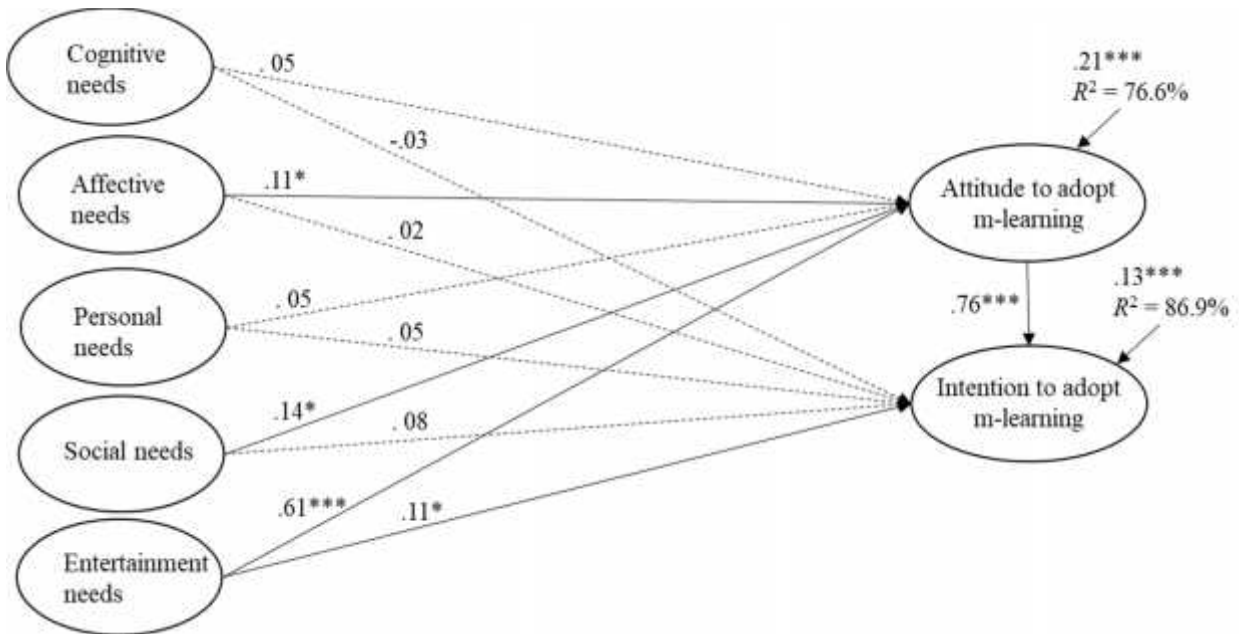 Cognitive
needs
. 05
-.03
.21***
R² = 76.6%
Affective
needs
.11*
. 02
Attitude to adopt
m-learning
Personal
needs
. 05
. 05
.76***
.13***
R² = 86.9%
Intention to adopt
m-learning
Social needs
.14*
. 08
Entertainment
needs
.61***
.11*